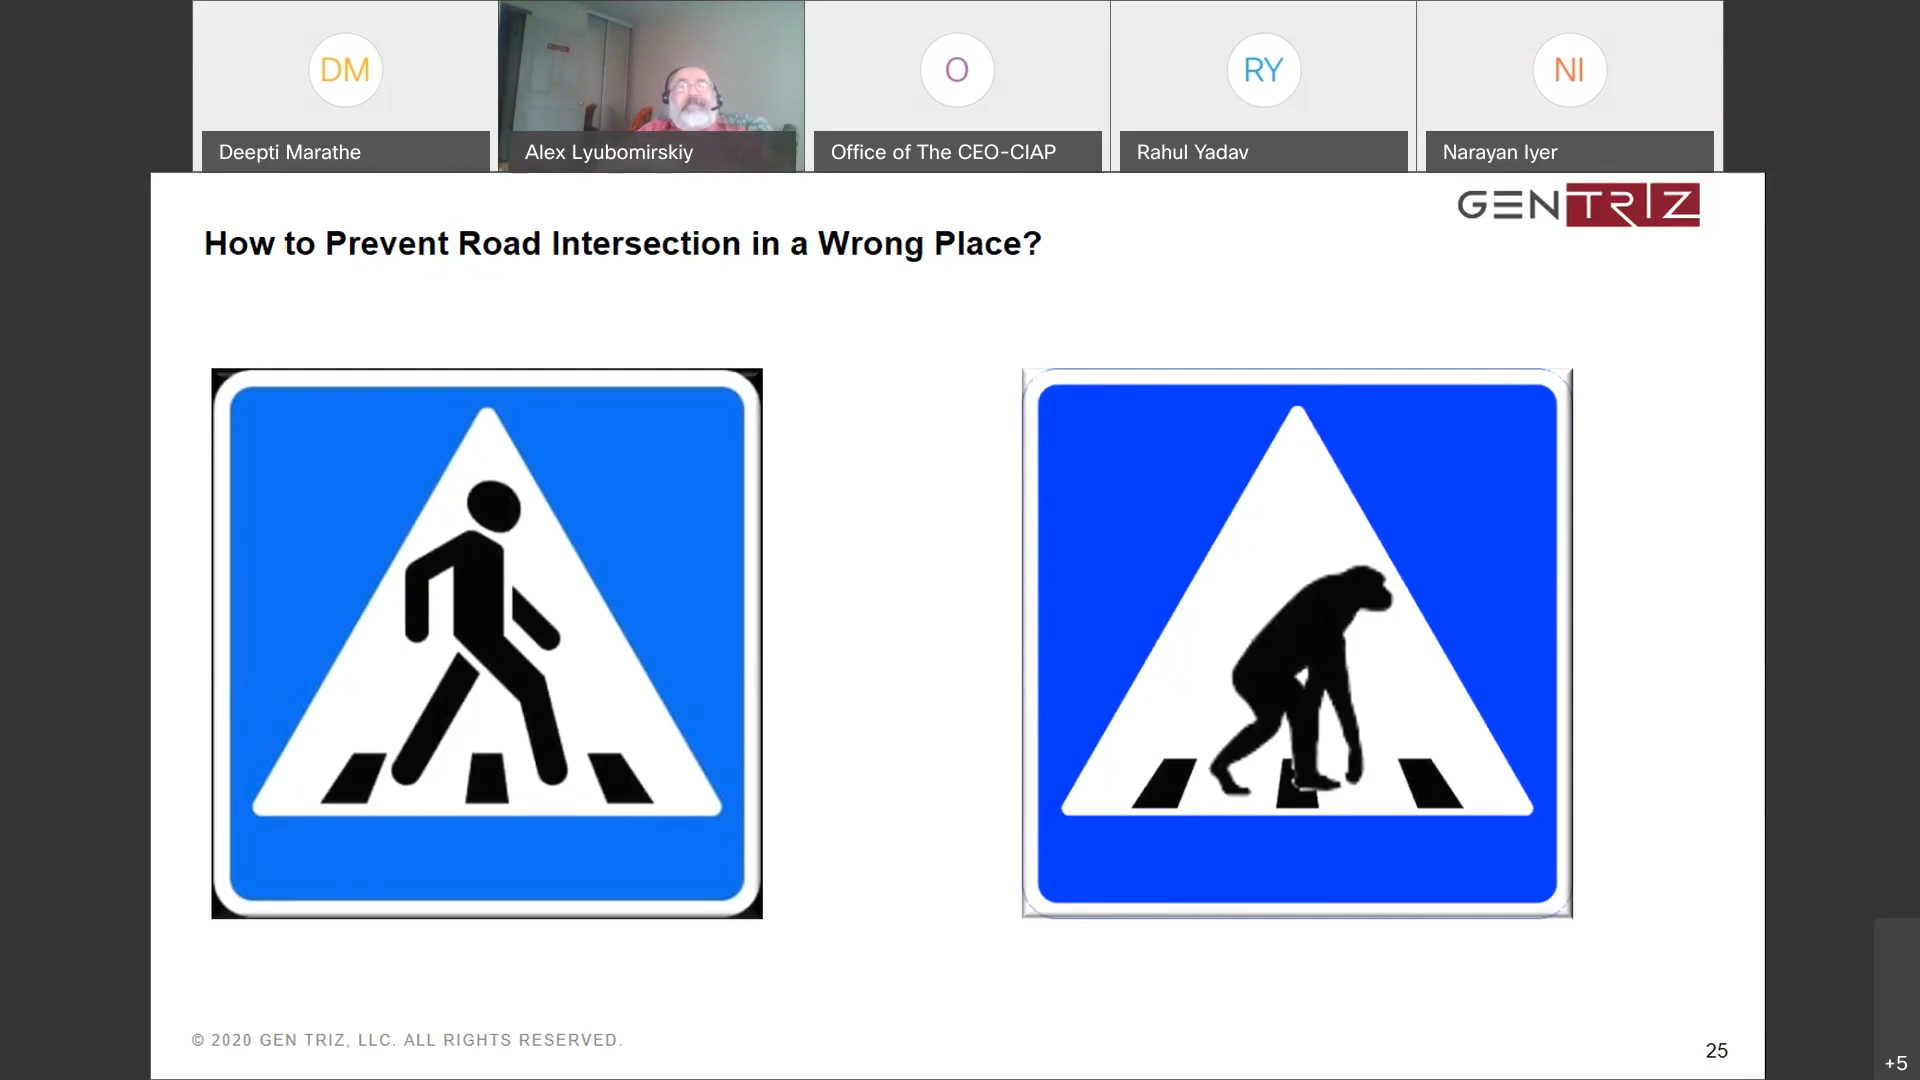 DM
O
RY
NI
Deepti Marathe
Alex Lyubomirskiy
Office of The CEO-CIAP
Rahul Yadav
Narayan Iyer
GEN TRIZ
How to Prevent Road Intersection in a Wrong Place?
© 2020 GEN TRIZ, LLC. ALL RIGHTS RESERVED.
25
+5